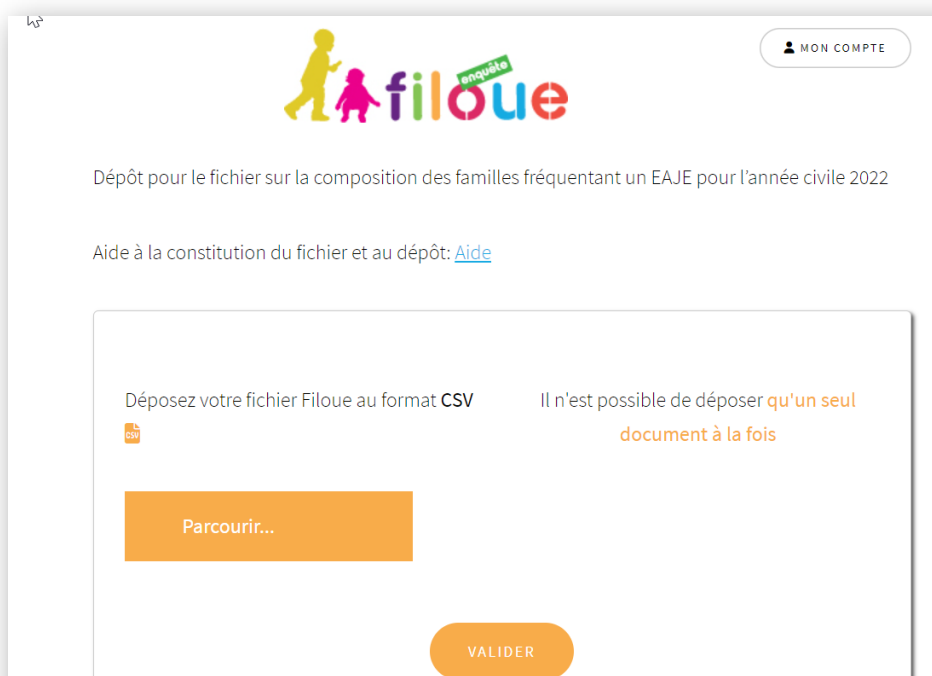 MON COMPTE
enquête
filoue
Dépôt pour le fichier sur la composition des familles fréquentant un EAJE pour l’année civile 2022
Aide à la constitution du fichier et au dépôt: Aide
Déposez votre fichier Filoue au format CSV
CSV
Il n'est possible de déposer qu'un seul
document à la fois
Parcourir...
VALIDER